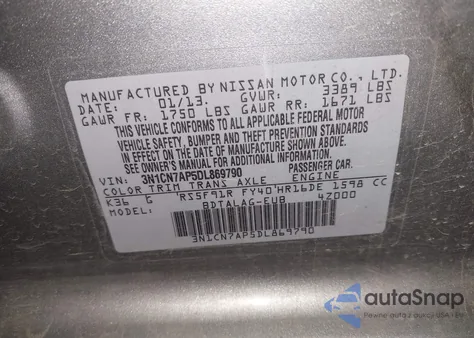 MANUFACTURED BY NISSAN MOTOR CO., LTD.
DATE: 01/13. GVWR: 3389 LBS
GAWR FR: 1750 LBS GAWR RR: 1671 LBS
THIS VEHICLE CONFORMS TO ALL APPLICABLE FEDERAL MOTOR
VEHICLE SAFETY, BUMPER AND THEFT PREVENTION STANDARDS
IN EFFECT ON THE DATE OF MANUFACTURE SHOWN ABOVE.
SEE OWNER'S MANUAL
PASSENGER CAR.
VIN: 3N1CN7AP5DL869790
COLOR TRIM TRANS AXLE ENGINE
K36 G RS5F91R FY40 HR16DE 1598 CC
MODEL: BDTALAG-EUB 42000
3N1CN7AP5DL869790
autoSnap